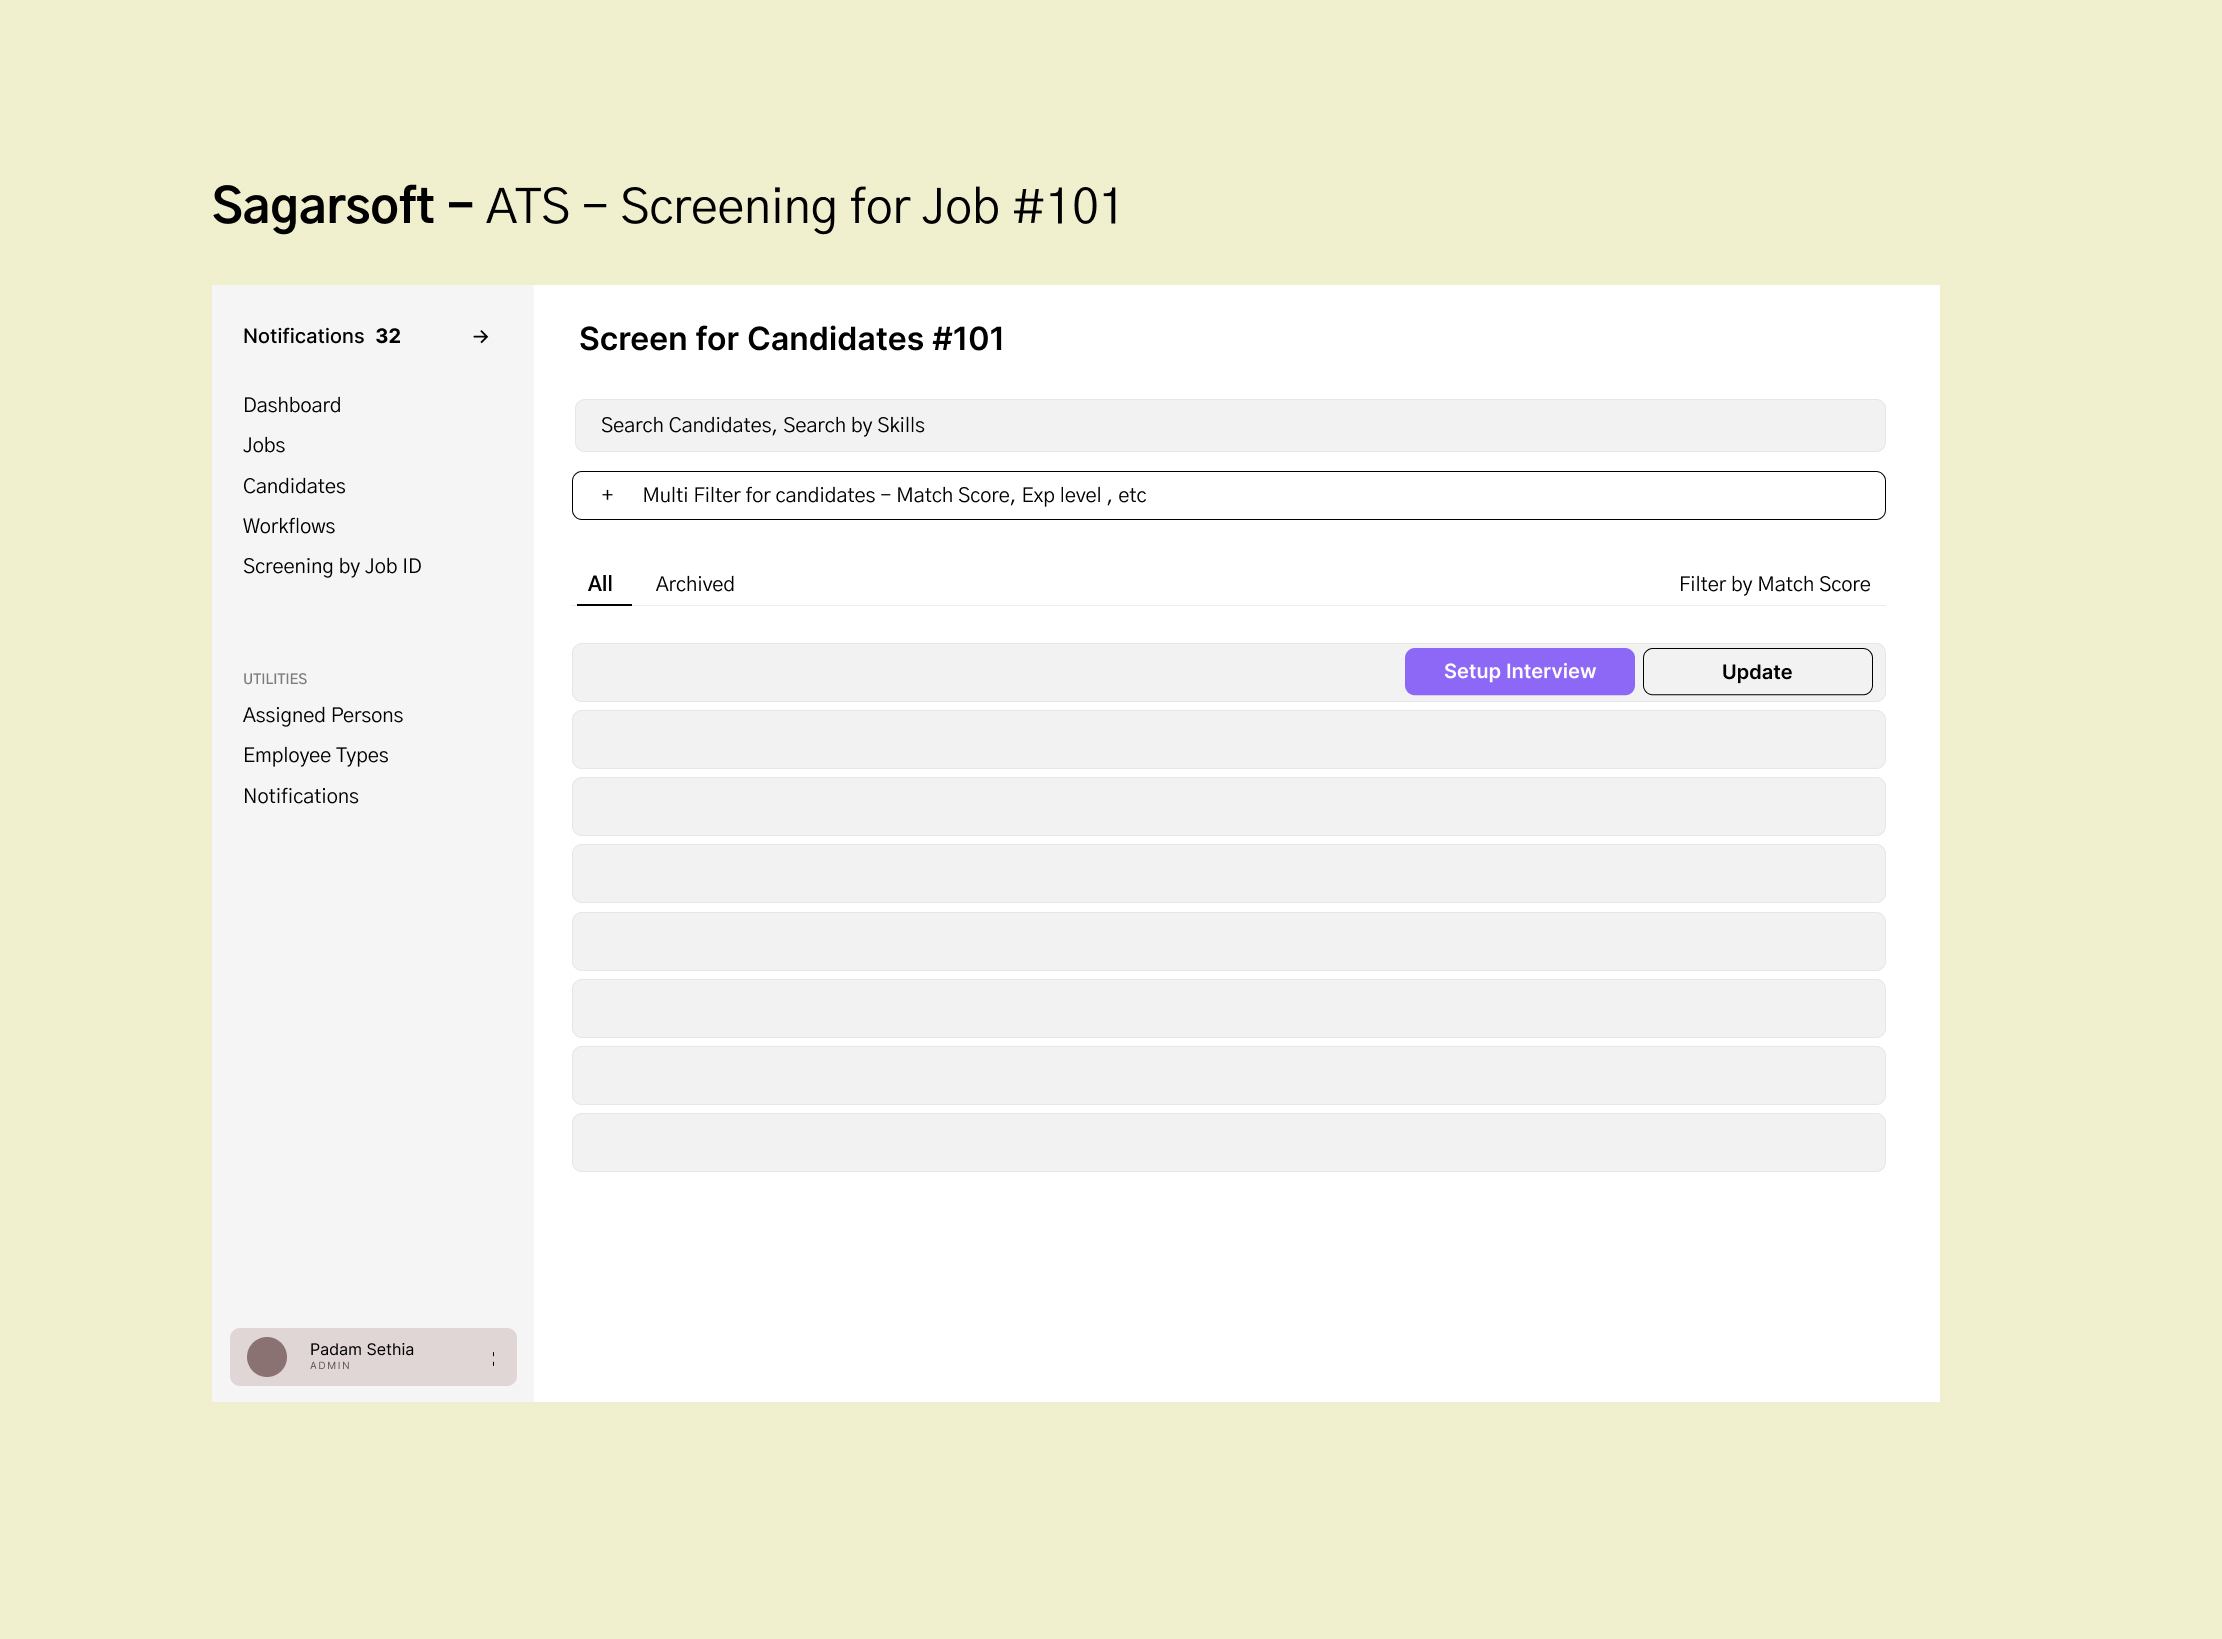 Sagarsoft – ATS – Screening for Job #101
Notifications 32 →
Dashboard
Jobs
Candidates
Workflows
Screening by Job ID
UTILITIES
Assigned Persons
Employee Types
Notifications
Padam Sethia
ADMIN
Screen for Candidates #101
Search Candidates, Search by Skills
+ Multi Filter for candidates – Match Score, Exp level , etc
All Archived Filter by Match Score
Setup Interview Update